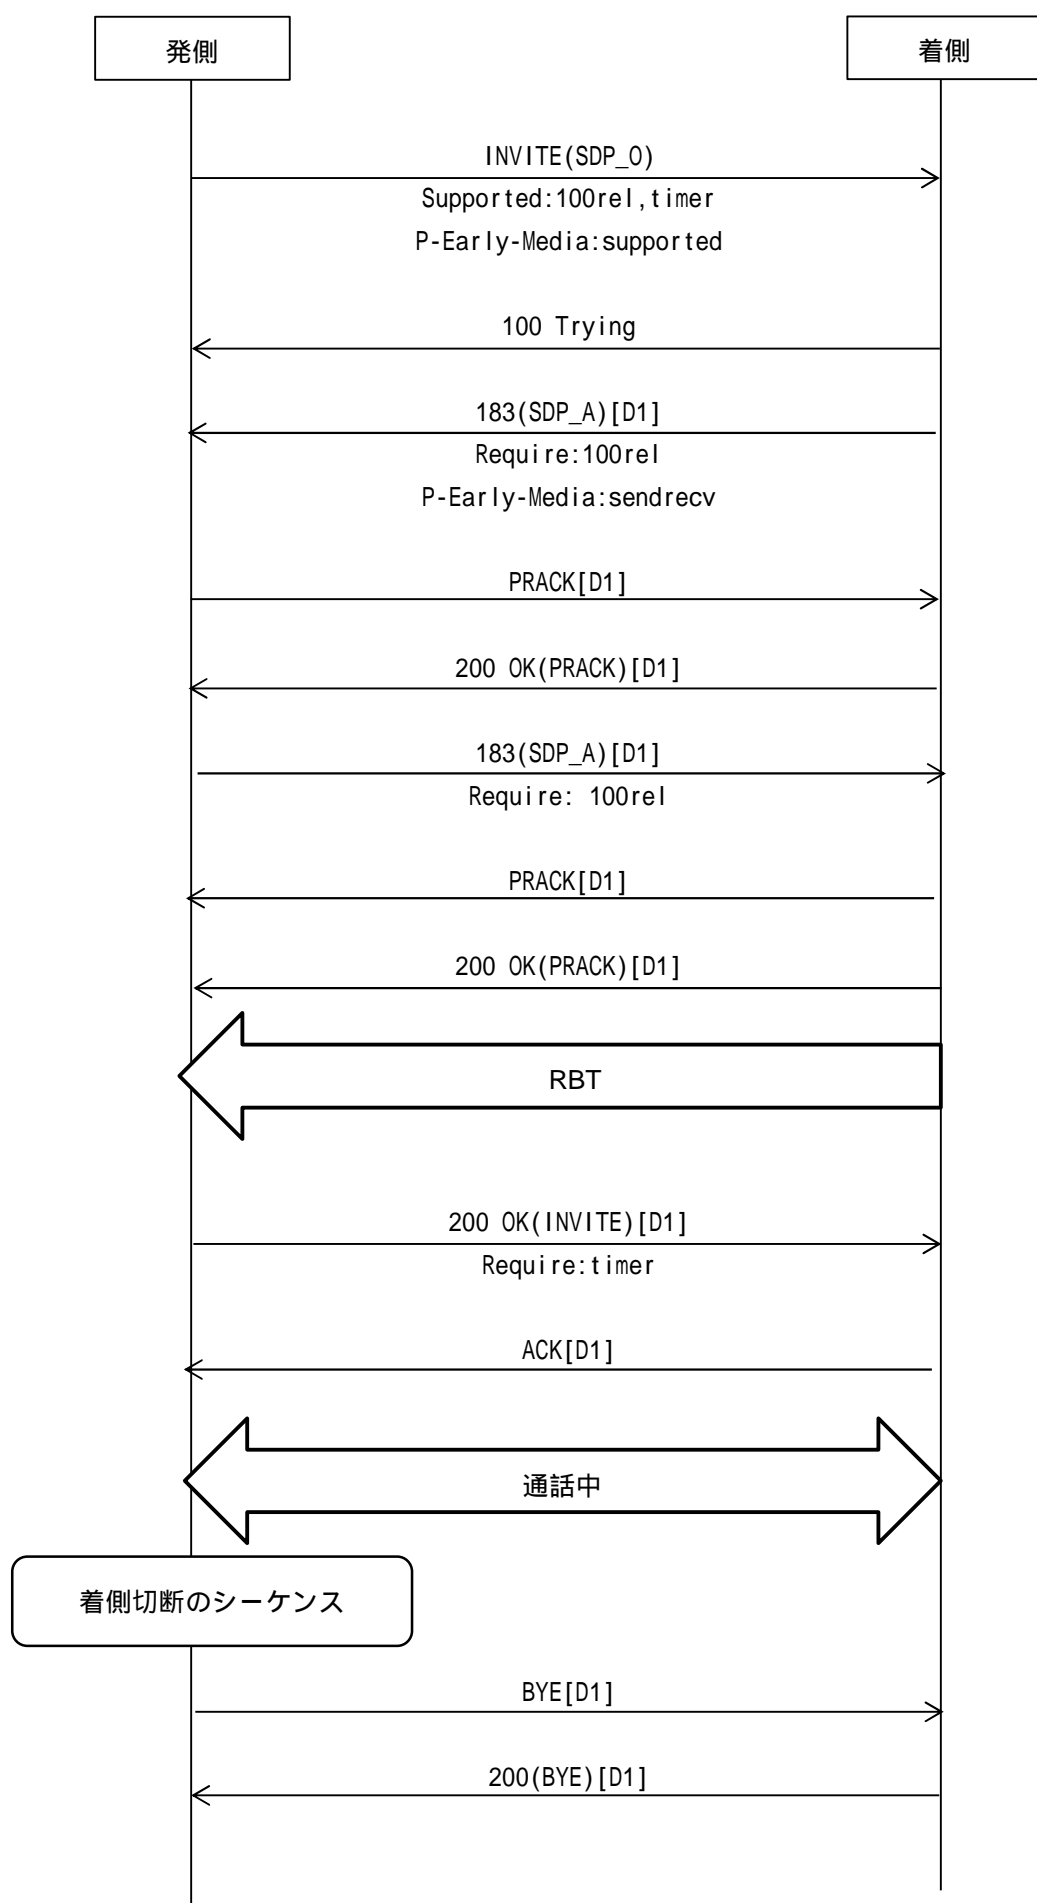 発側
着側
INVITE(SDP_O)
Supported:100rel,timer
P-Early-Media:supported
100 Trying
183(SDP_A)[D1]
Require:100rel
P-Early-Media:sendrecv
PRACK[D1]
200 OK(PRACK)[D1]
183(SDP_A)[D1]
Require: 100rel
PRACK[D1]
200 OK(PRACK)[D1]
RBT
200 OK(INVITE)[D1]
Require:timer
ACK[D1]
通話中
着側切断のシーケンス
BYE[D1]
200(BYE)[D1]